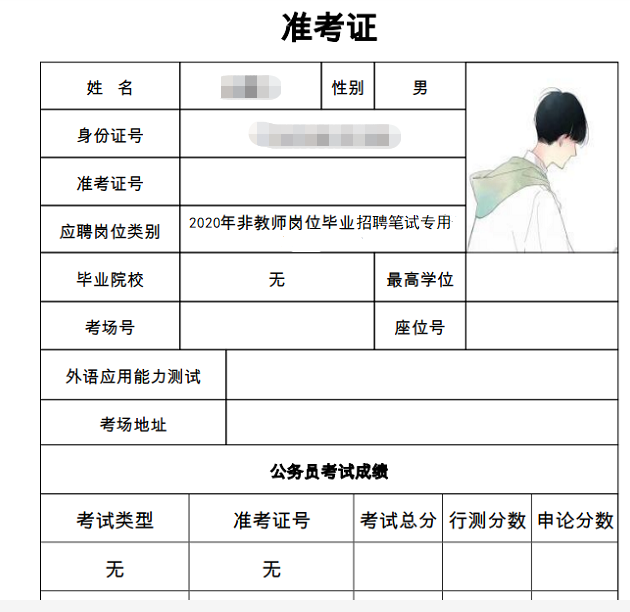 准考证
姓 名 性别 男
身份证号
准考证号
应聘岗位类别 2020年非教师岗位毕业招聘笔试专用
毕业院校 无 最高学位
考场号 座位号
外语应用能力测试
考场地址
公务员考试成绩
考试类型 准考证号 考试总分 行测分数 申论分数
无 无